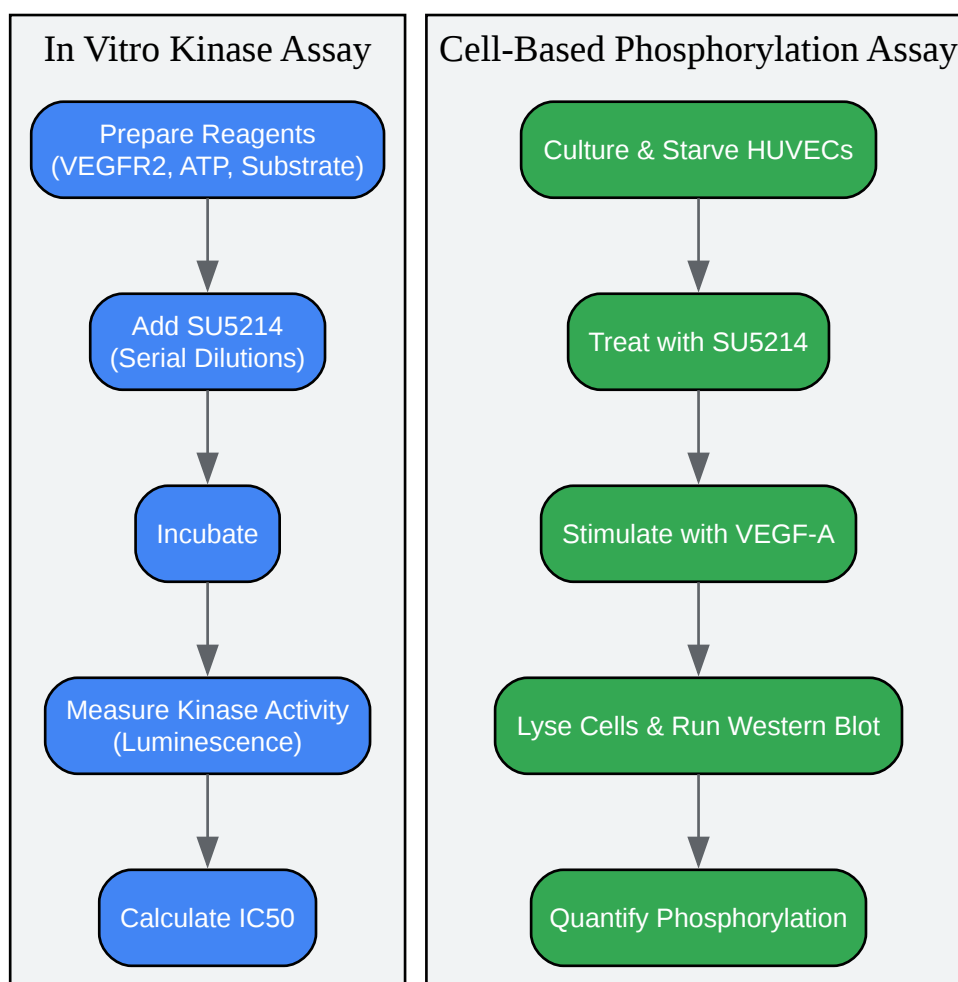 In Vitro Kinase Assay
Prepare Reagents
(VEGFR2, ATP, Substrate)
Add SU5214
(Serial Dilutions)
Incubate
Measure Kinase Activity
(Luminescence)
Calculate IC50
Cell-Based Phosphorylation Assay
Culture & Starve HUVECs
Treat with SU5214
Stimulate with VEGF-A
Lyse Cells & Run Western Blot
Quantify Phosphorylation